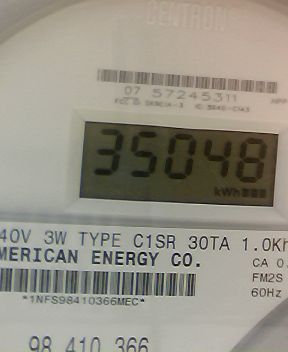 CENTRON
07 57245311
35048
kWh
40V 3W TYPE C1SR 30TA 1.0Kh
MERICAN ENERGY CO.
CA 0.
FM2S
60Hz
*1NFS98410366MEC*
98 410 366